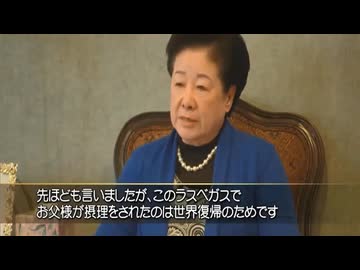 先ほども言いましたが、このラスベガスで
お父様が摂理をされたのは世界復帰のためです